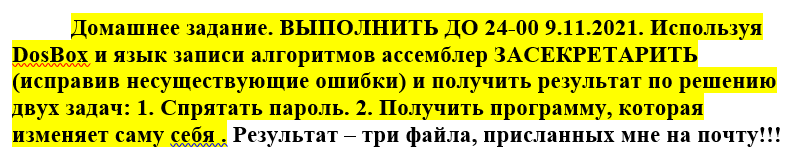 Домашнее задание. ВЫПОЛНИТЬ ДО 24-00 9.11.2021. Используя
DosBox и язык записи алгоритмов ассемблер ЗАСЕКРЕТАРИТЬ
(исправив несуществующие ошибки) и получить результат по решению
двух задач: 1. Спрятать пароль. 2. Получить программу, которая
изменяет саму себя . Результат – три файла, присланных мне на почту!!!